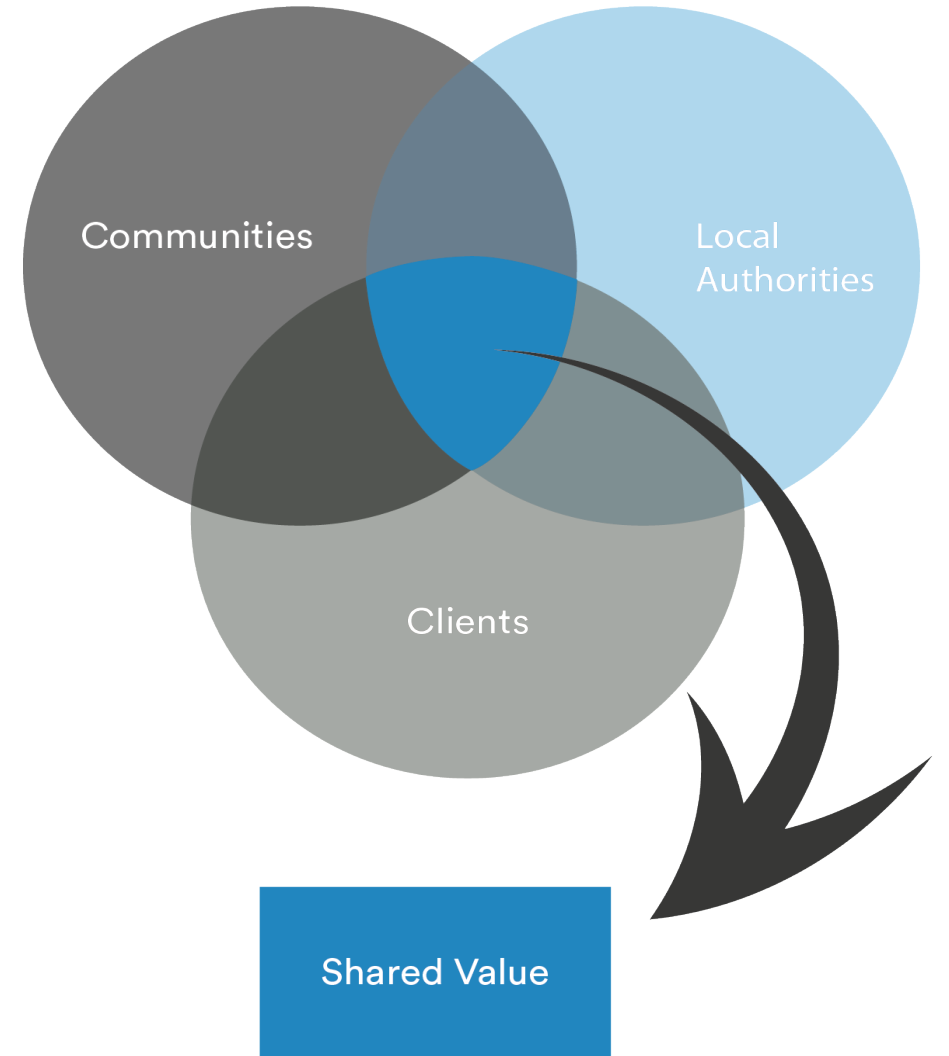 Communities
Local
Authorities
Clients
Shared Value